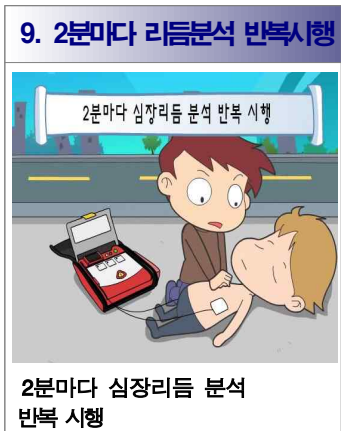 9. 2분마다 리듬분석 반복시행
2분마다 심장리듬 분석 반복 시행
2분마다 심장리듬 분석
반복 시행